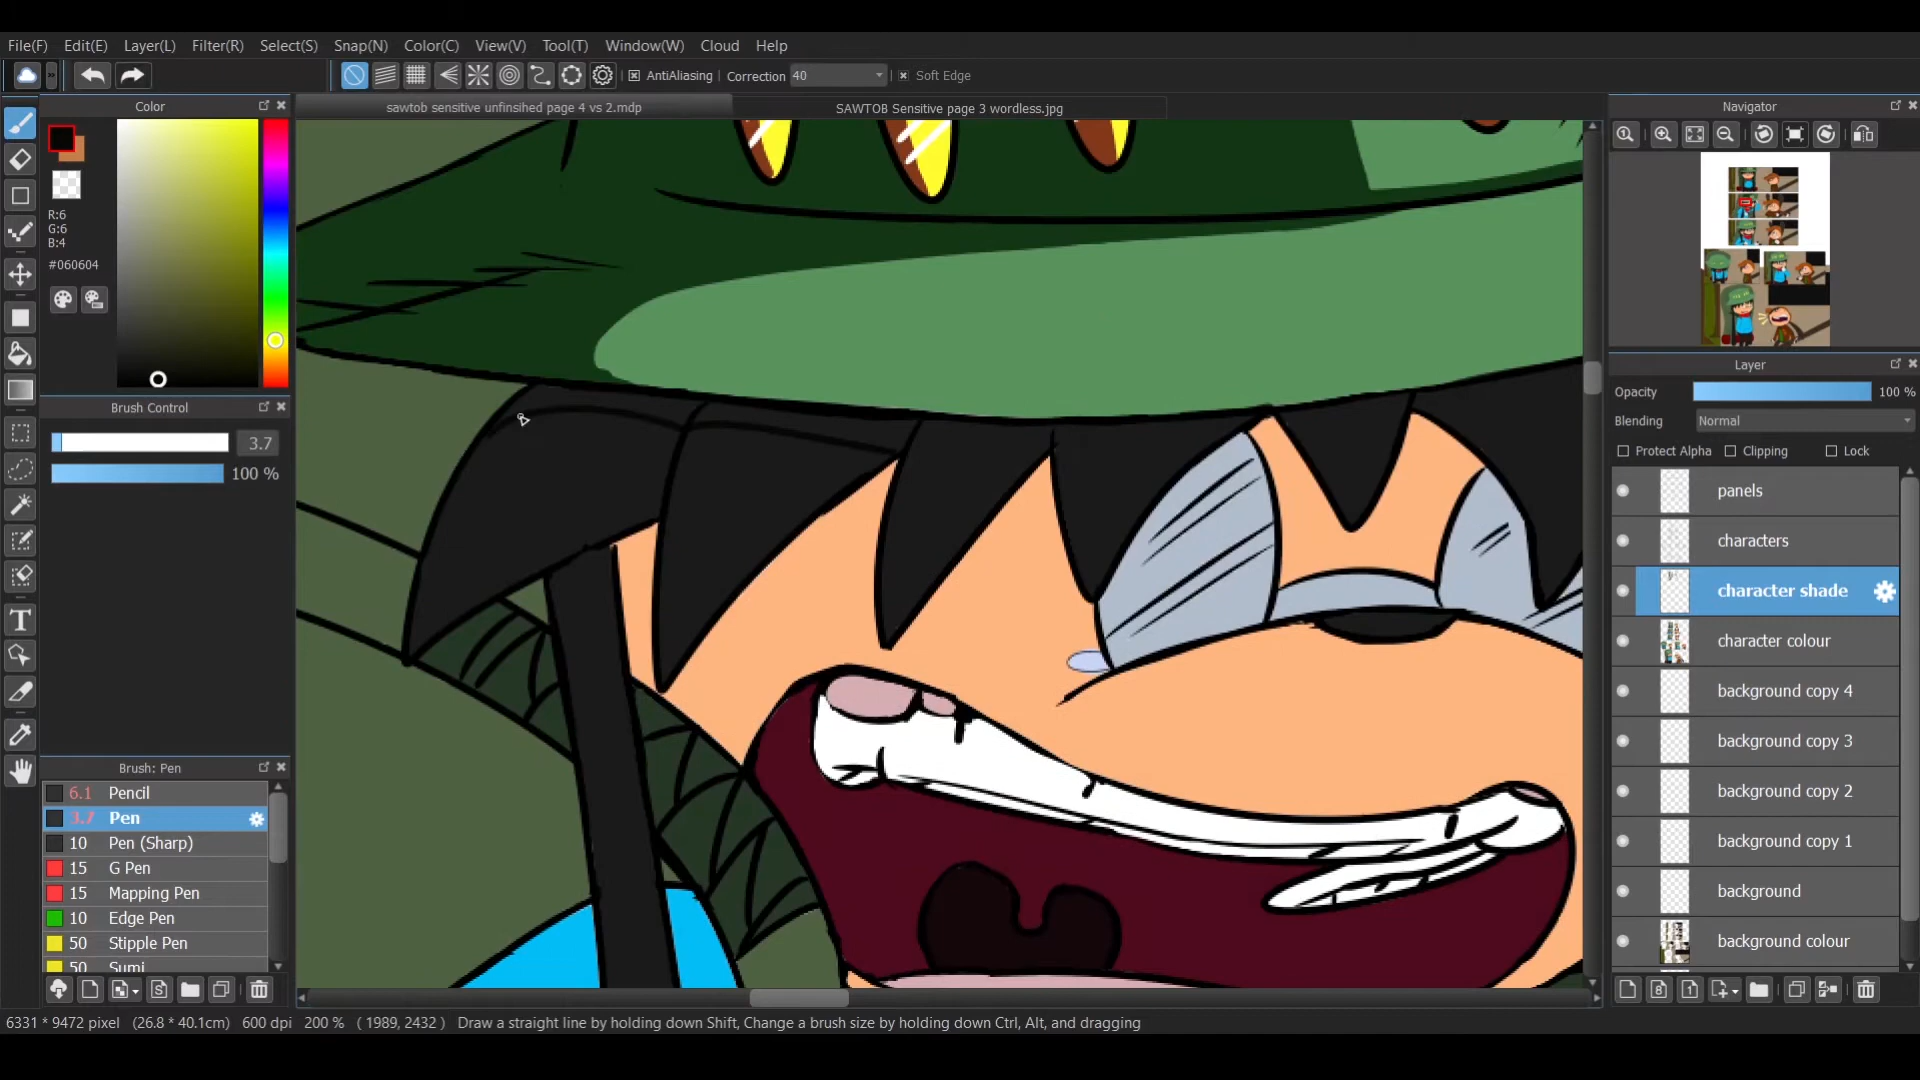 File(F) Edit(E) Layer(L) Filter(R) Select(S) Snap(N) Color(C) View(V) Tool(T) Window(W) Cloud Help
AntiAliasing Correction 40 Soft Edge
Color
sawtob sensitive unfinsihed page 4 vs 2.mdp
SAWTOB Sensitive page 3 wordless.jpg
Navigator
R:6
G:6
B:4
#060604
Brush Control
3.7
100 %
Brush: Pen
6.1 Pencil
3.7 Pen
10 Pen (Sharp)
15 G Pen
15 Mapping Pen
10 Edge Pen
50 Stipple Pen
50 Sumi
Layer
Opacity 100 %
Blending Normal
Protect Alpha Clipping Lock
panels
characters
character shade
character colour
background copy 4
background copy 3
background copy 2
background copy 1
background
background colour
6331 * 9472 pixel (26.8 * 40.1cm) 600 dpi 200 % ( 1989, 2432 ) Draw a straight line by holding down Shift, Change a brush size by holding down Ctrl, Alt, and dragging